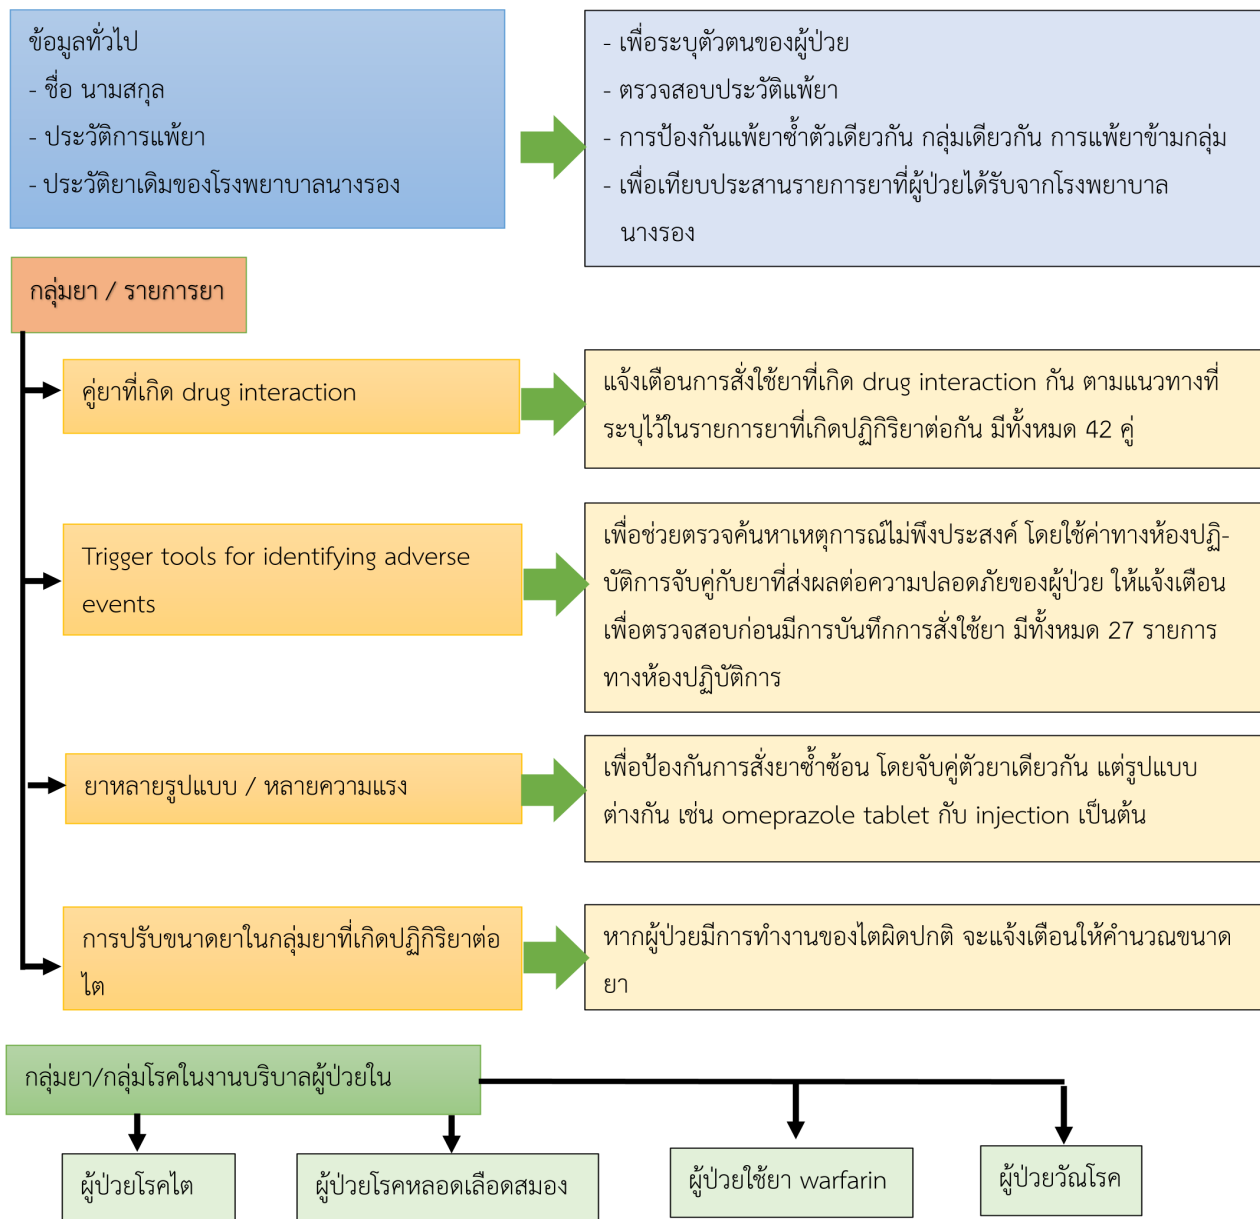 ข้อมูลทั่วไป
- ชื่อ นามสกุล
- ประวัติการแพ้ยา
- ประวัติยาเดิมของโรงพยาบาลนางรอง
- เพื่อระบุตัวตนของผู้ป่วย
- ตรวจสอบประวัติแพ้ยา
- การป้องกันแพ้ยาซ้ำตัวเดียวกัน กลุ่มเดียวกัน การแพ้ยาข้ามกลุ่ม
- เพื่อเทียบประสานรายการยาที่ผู้ป่วยได้รับจากโรงพยาบาล
นางรอง
กลุ่มยา / รายการยา
คู่ยาที่เกิด drug interaction
แจ้งเตือนการสั่งใช้ยาที่เกิด drug interaction กัน ตามแนวทางที่
ระบุไว้ในรายการยาที่เกิดปฏิกิริยาต่อกัน มีทั้งหมด 42 คู่
Trigger tools for identifying adverse
events
เพื่อช่วยตรวจค้นหาเหตุการณ์ไม่พึงประสงค์ โดยใช้ค่าทางห้องปฏิ-
บัติการจับคู่กับยาที่ส่งผลต่อความปลอดภัยของผู้ป่วย ให้แจ้งเตือน
เพื่อตรวจสอบก่อนมีการบันทึกการสั่งใช้ยา มีทั้งหมด 27 รายการ
ทางห้องปฏิบัติการ
ยาหลายรูปแบบ / หลายความแรง
เพื่อป้องกันการสั่งยาซ้ำซ้อน โดยจับคู่ตัวยาเดียวกัน แต่รูปแบบ
ต่างกัน เช่น omeprazole tablet กับ injection เป็นต้น
การปรับขนาดยาในกลุ่มยาที่เกิดปฏิกิริยาต่อ
ไต
หากผู้ป่วยมีการทำงานของไตผิดปกติ จะแจ้งเตือนให้คำนวณขนาด
ยา
กลุ่มยา/กลุ่มโรคในงานบริบาลผู้ป่วยใน
ผู้ป่วยโรคไต
ผู้ป่วยโรคหลอดเลือดสมอง
ผู้ป่วยใช้ยา warfarin
ผู้ป่วยวัณโรค